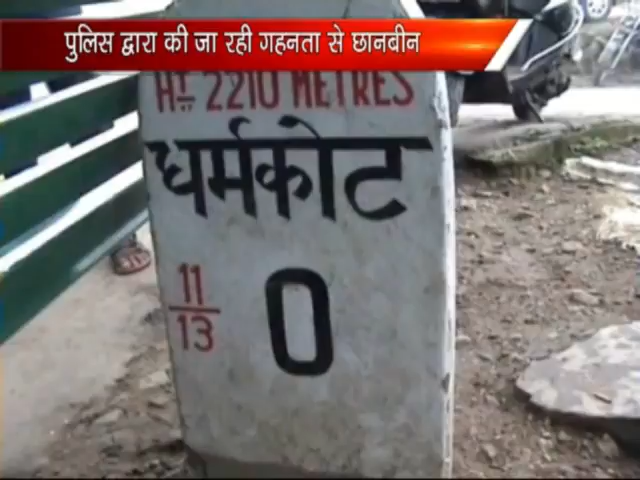 पुलिस द्वारा की जा रही गहनता से छानबीन
HT. 2210 METRES
धर्मकोट
11
13
0